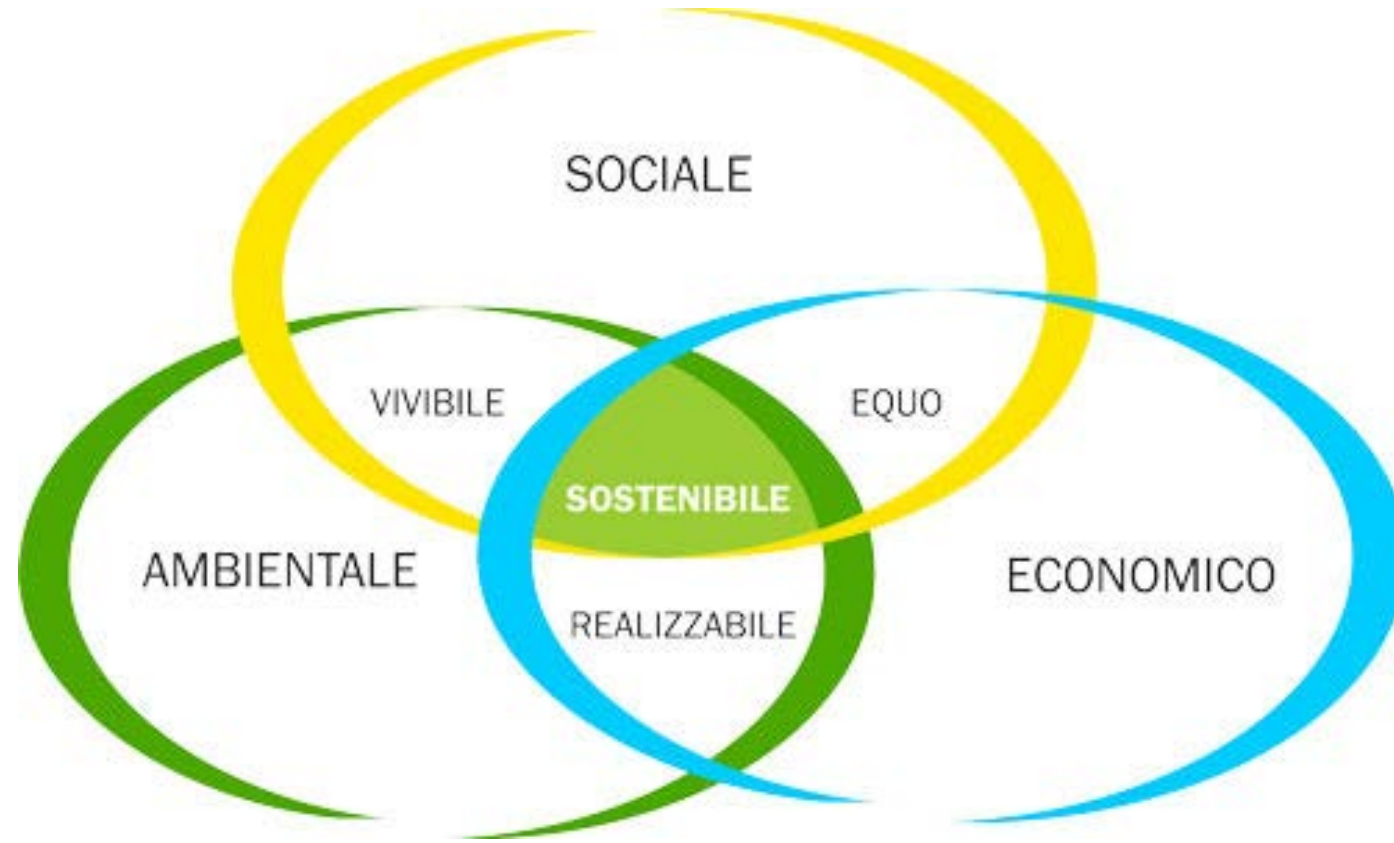 SOCIALE
VIVIBILE
EQUO
SOSTENIBILE
AMBIENTALE
ECONOMICO
REALIZZABILE